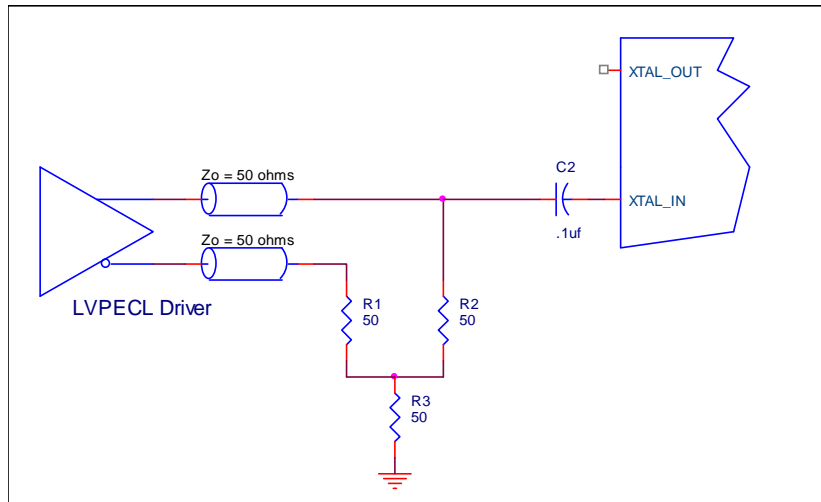 XTAL_OUT
Zo = 50 ohms
C2
XTAL_IN
.1uf
Zo = 50 ohms
LVPECL Driver
R1
50
R2
50
R3
50